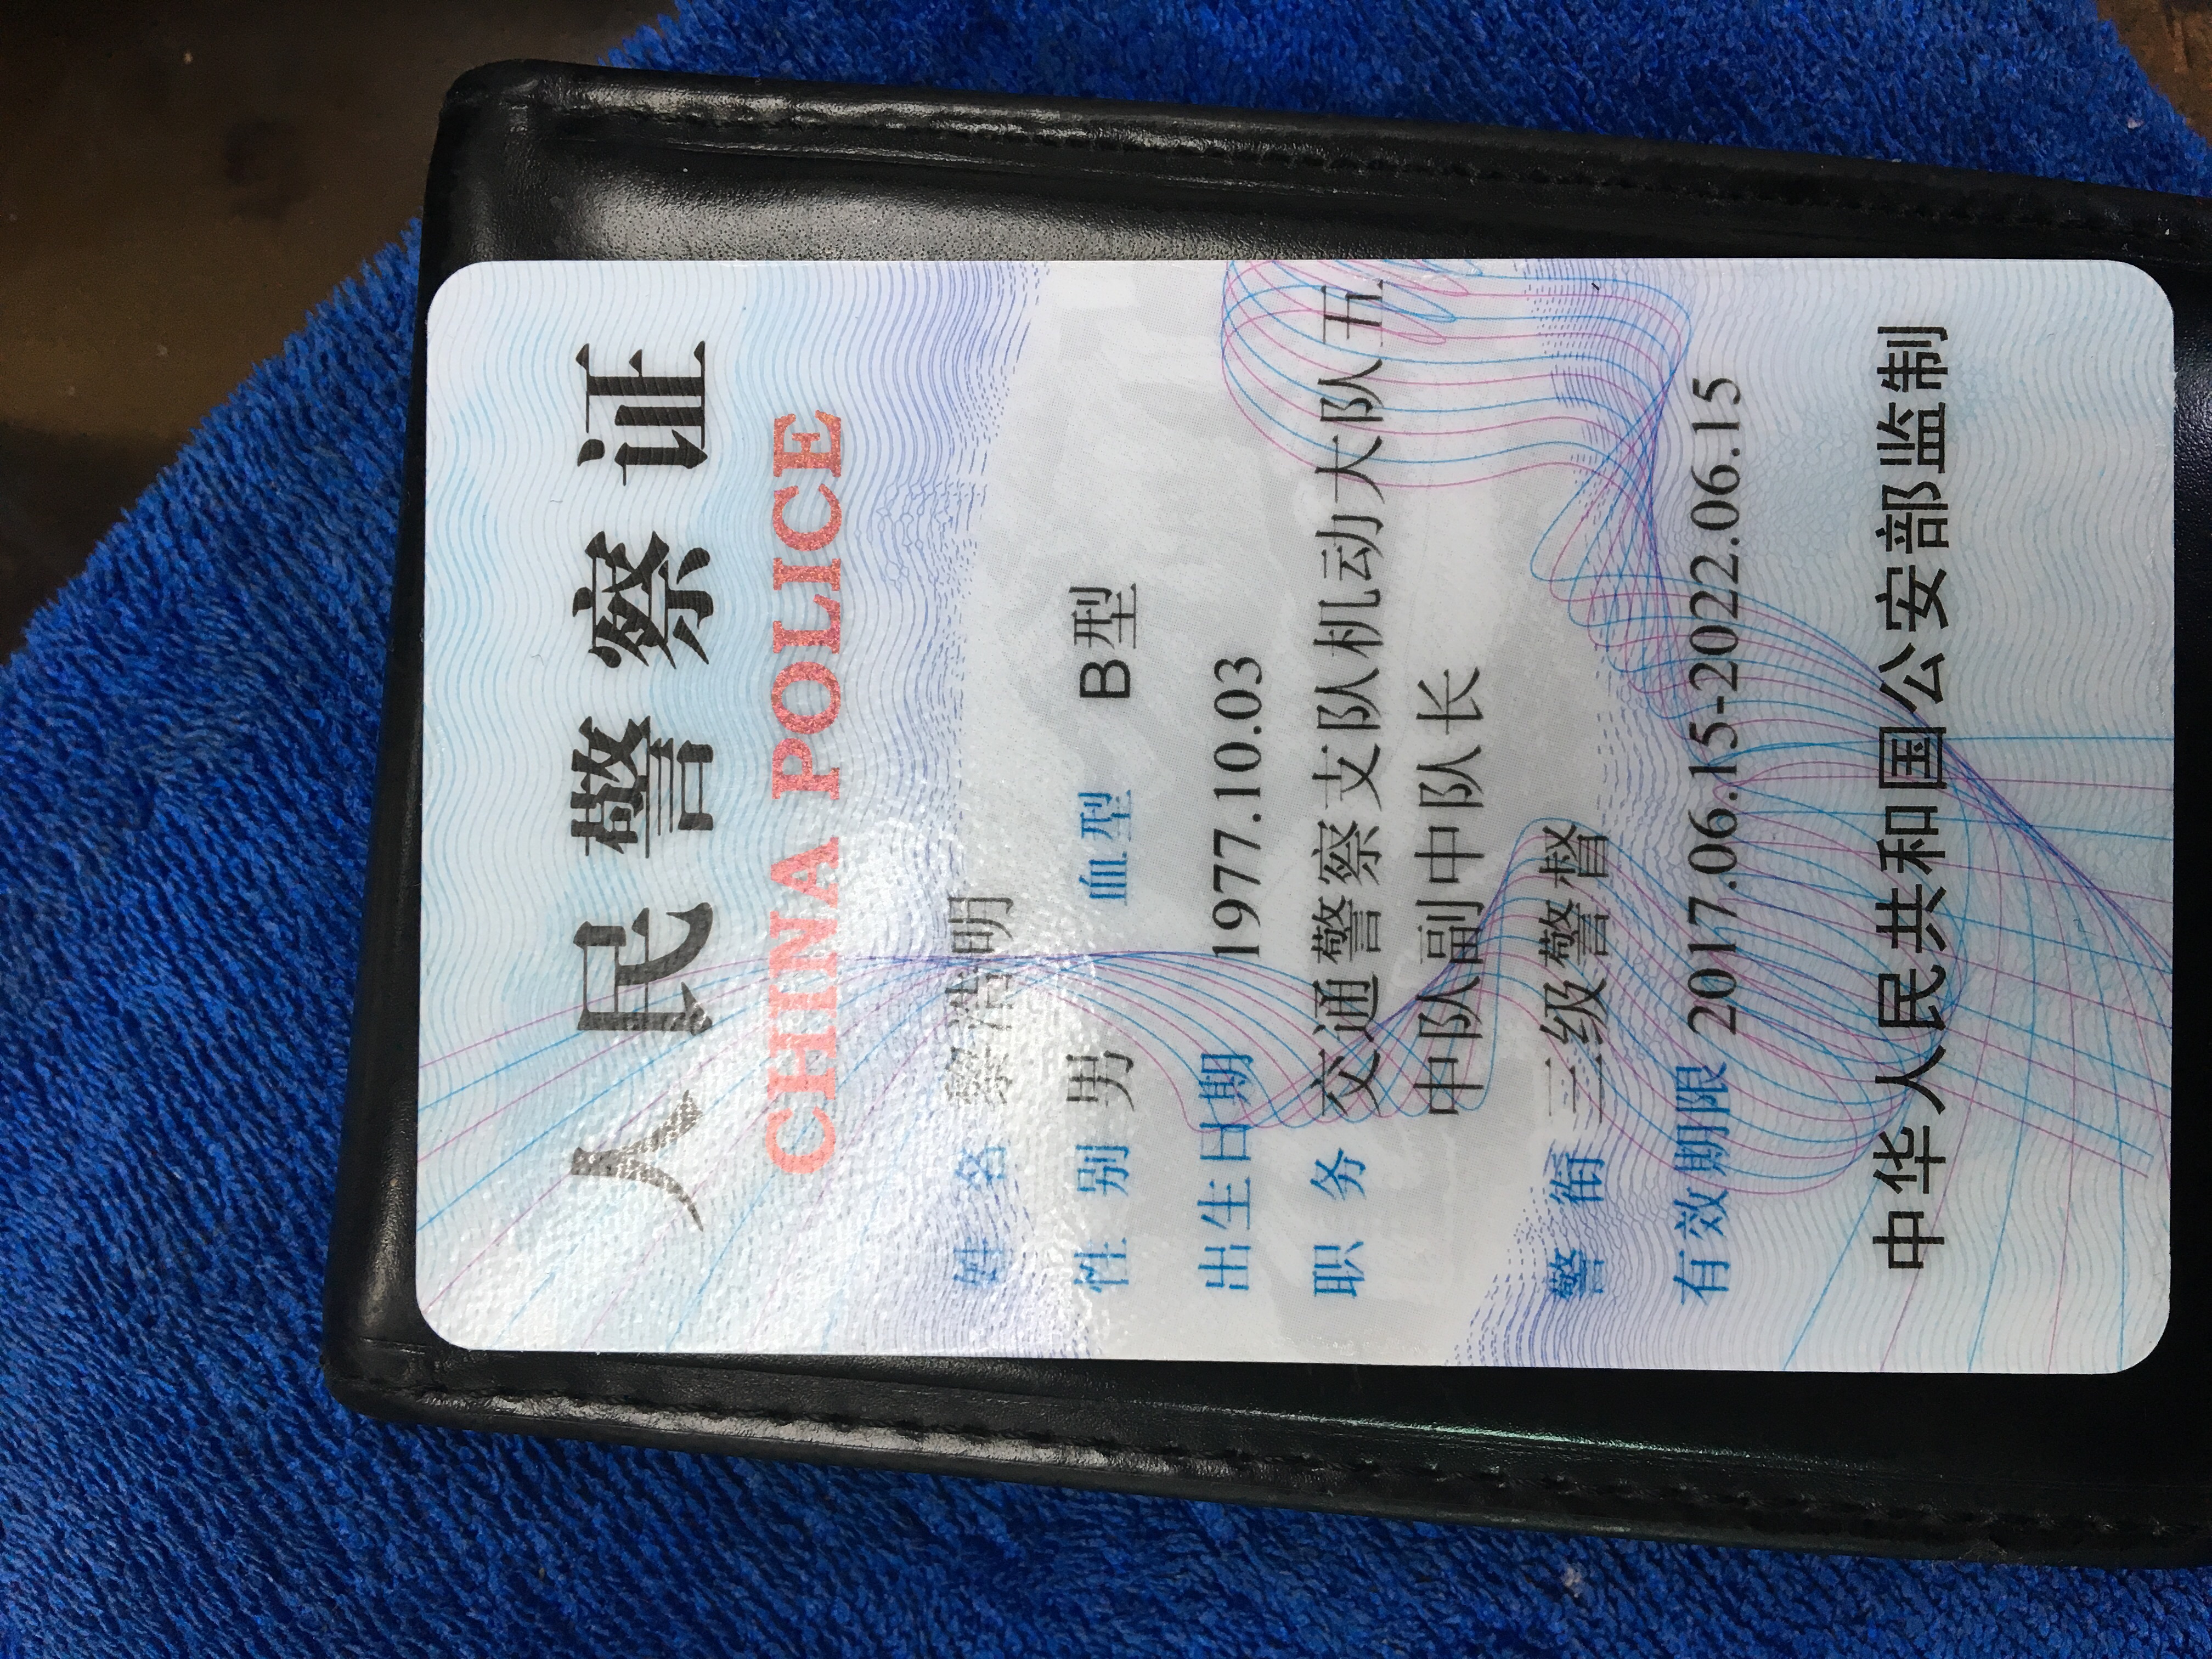 人民警察证
CHINA POLICE
姓 名 黎浩明
性 别 男 血 型 B型
出生日期 1977.10.03
职 务 交通警察支队机动大队五
中队副中队长
警 衔 三级警督
有效期限 2017.06.15-2022.06.15
中华人民共和国公安部监制